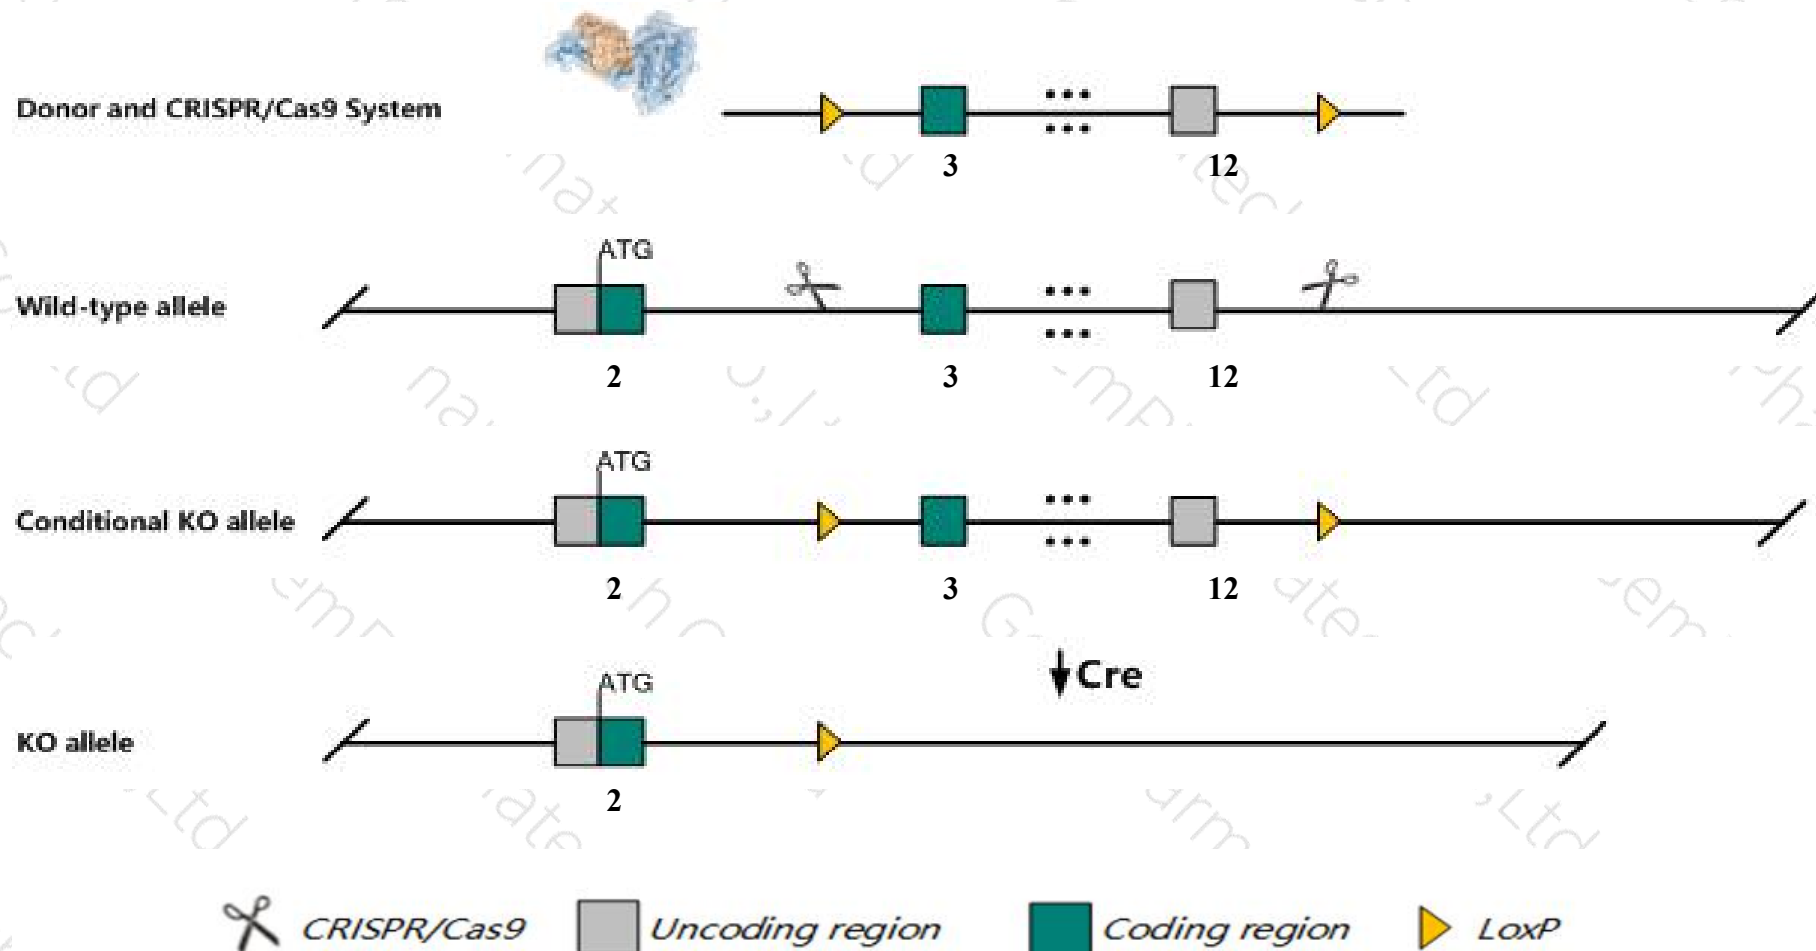 Donor and CRISPR/Cas9 System
3 12
ATG
Wild-type allele
2 3 12
ATG
Conditional KO allele
2 3 12
Cre
ATG
KO allele
2
CRISPR/Cas9 Uncoding region Coding region LoxP